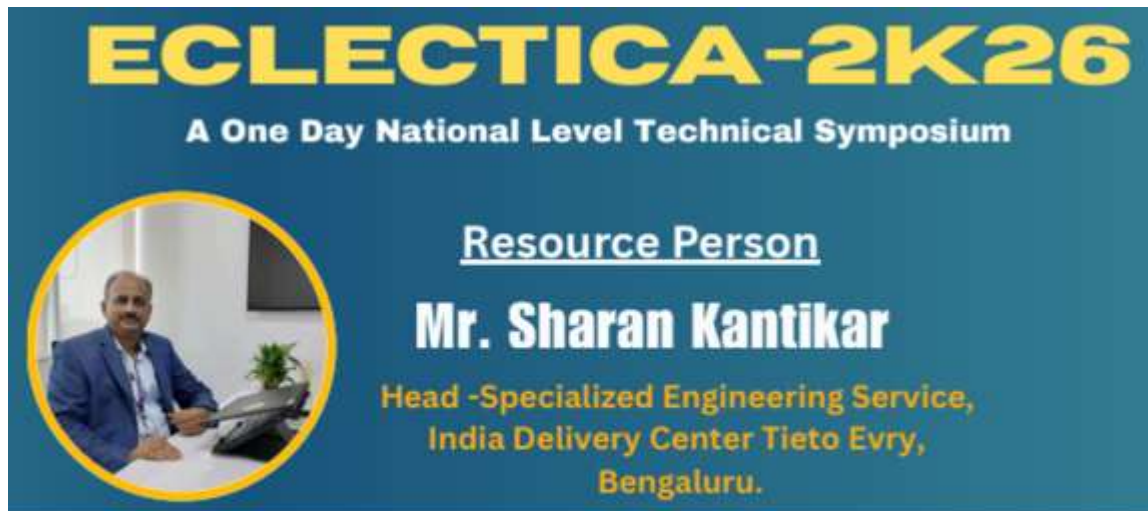 ECLECTICA-2K26
A One Day National Level Technical Symposium
Resource Person
Mr. Sharan Kantikar
Head -Specialized Engineering Service,
India Delivery Center Tieto Evry,
Bengaluru.